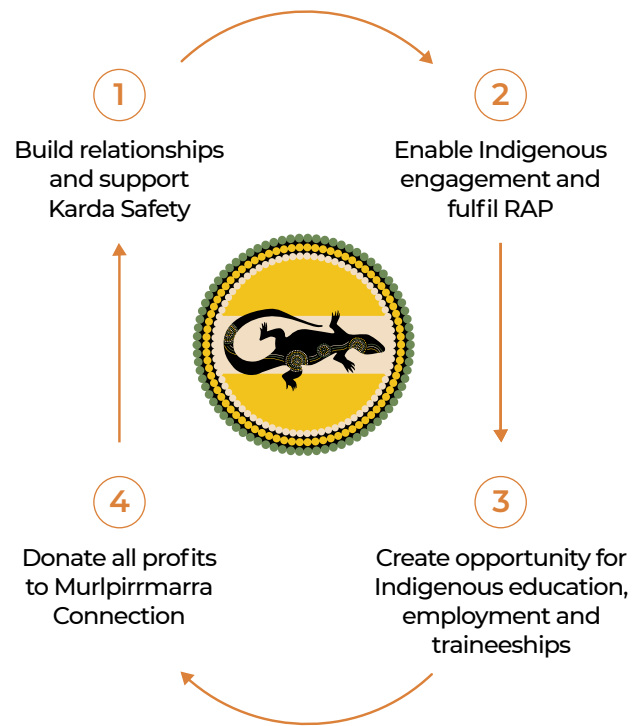 1
Build relationships
and support
Karda Safety
2
Enable Indigenous
engagement and
fulfil RAP
3
Create opportunity for
Indigenous education,
employment and
traineeships
4
Donate all profits
to Murlpirrmarra
Connection